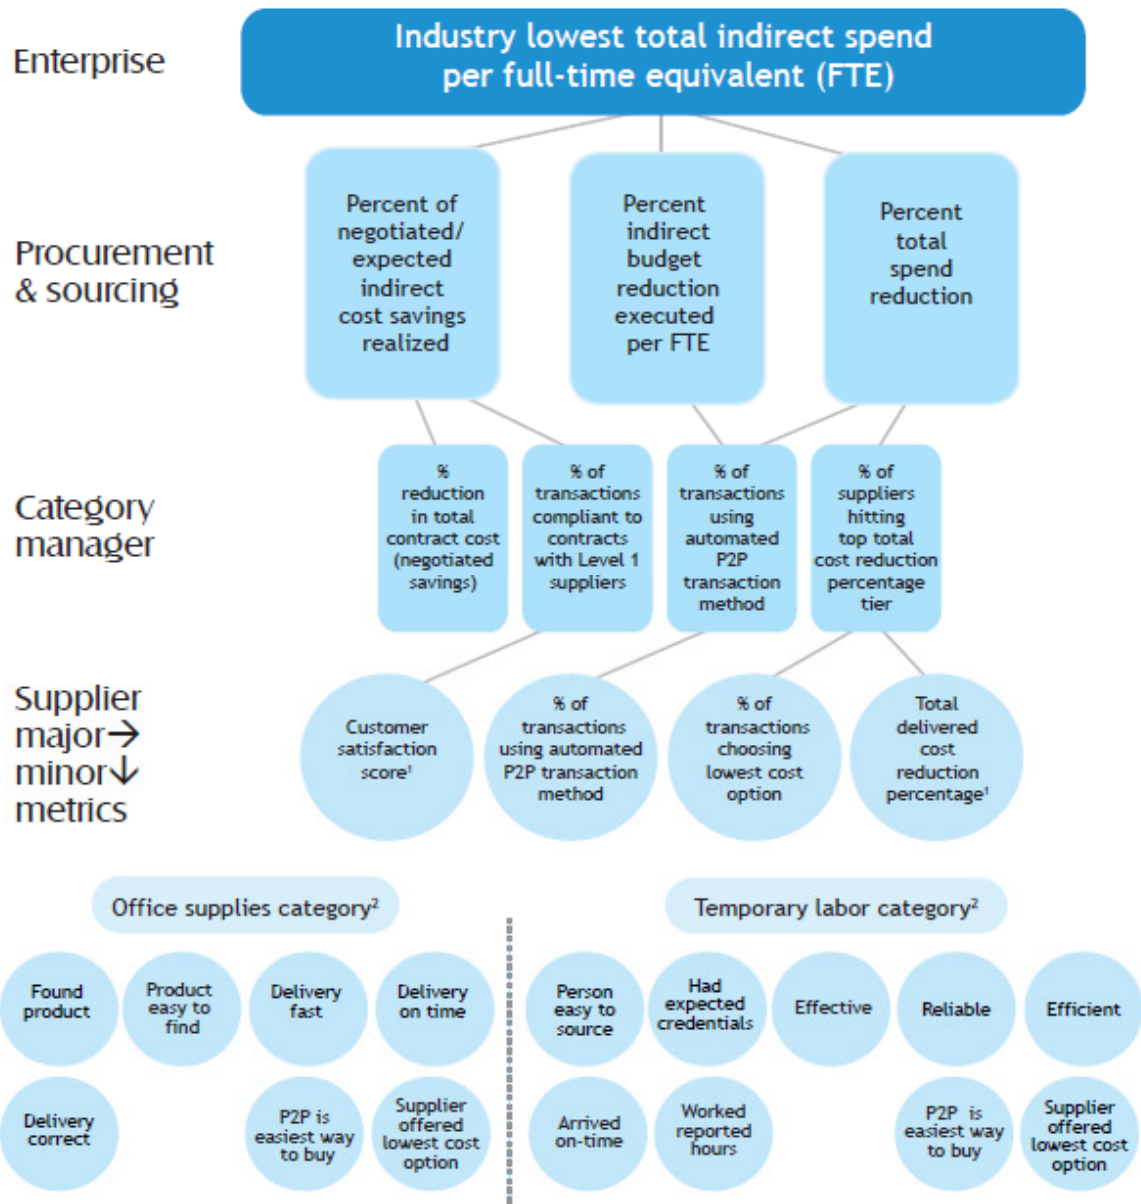 Enterprise
Industry lowest total indirect spend
per full-time equivalent (FTE)
Procurement
& sourcing
Percent of
negotiated/
expected
indirect
cost savings
realized
Percent
indirect
budget
reduction
executed
per FTE
Percent
total
spend
reduction
Category
manager
%
reduction
in total
contract cost
(negotiated
savings)
% of
transactions
compliant to
contracts
with Level 1
suppliers
% of
transactions
using
automated
P2P
transaction
method
% of
suppliers
hitting
top total
cost reduction
percentage
tier
Supplier
major→
minor↓
metrics
Customer
satisfaction
score¹
% of
transactions
using automated
P2P transaction
method
% of
transactions
choosing
lowest cost
option
Total
delivered
cost
reduction
percentage¹
Office supplies category²
Found
product
Product
easy to
find
Delivery
fast
Delivery
on time
Delivery
correct
P2P is
easiest way
to buy
Supplier
offered
lowest cost
option
Temporary labor category²
Person
easy to
source
Had
expected
credentials
Effective
Reliable
Efficient
Arrived
on-time
Worked
reported
hours
P2P is
easiest way
to buy
Supplier
offered
lowest cost
option